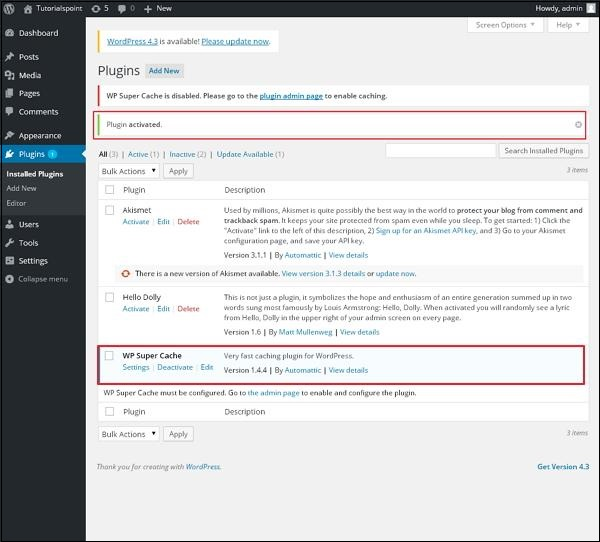 Tutorialspoint 5 0 + New Howdy, admin
Screen Options ▼ Help ▼
Dashboard
Posts
Media
Pages
Comments
Appearance
Plugins 1
Installed Plugins
Add New
Editor
Users
Tools
Settings
Collapse menu
WordPress 4.3 is available! Please update now.
Plugins Add New
WP Super Cache is disabled. Please go to the plugin admin page to enable caching.
Plugin activated.
All (3) | Active (1) | Inactive (2) | Update Available (1)
Search Installed Plugins
Bulk Actions ▼ Apply
3 items
Plugin Description
Akismet
Activate | Edit | Delete
Used by millions, Akismet is quite possibly the best way in the world to protect your blog from comment and
trackback spam. It keeps your site protected from spam even while you sleep. To get started: 1) Click the
"Activate" link to the left of this description, 2) Sign up for an Akismet API key, and 3) Go to your Akismet
configuration page, and save your API key.
Version 3.1.1 | By Automattic | View details
There is a new version of Akismet available. View version 3.1.3 details or update now.
Hello Dolly
Activate | Edit | Delete
This is not just a plugin, it symbolizes the hope and enthusiasm of an entire generation summed up in two
words sung most famously by Louis Armstrong: Hello, Dolly. When activated you will randomly see a lyric
from Hello, Dolly in the upper right of your admin screen on every page.
Version 1.6 | By Matt Mullenweg | View details
WP Super Cache
Settings | Deactivate | Edit
Very fast caching plugin for WordPress.
Version 1.4.4 | By Automattic | View details
WP Super Cache must be configured. Go to the admin page to enable and configure the plugin.
Plugin Description
Bulk Actions ▼ Apply
3 items
Thank you for creating with WordPress.
Get Version 4.3